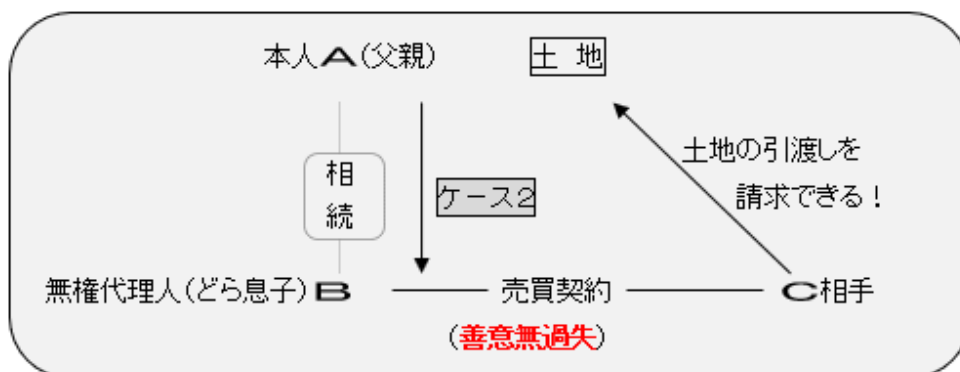 本人A(父親)
土 地
土地の引渡しを
請求できる!
相
続
ケース2
無権代理人(どら息子)B
売買契約
C相手
(善意無過失)